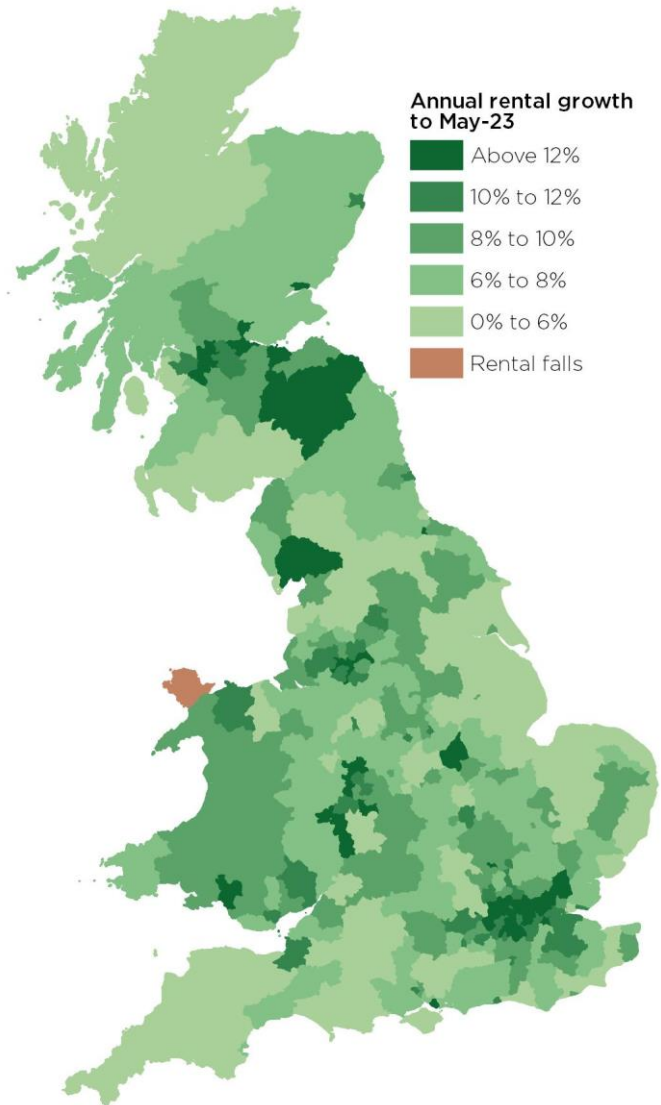 Annual rental growth
to May-23
Above 12%
10% to 12%
8% to 10%
6% to 8%
0% to 6%
Rental falls